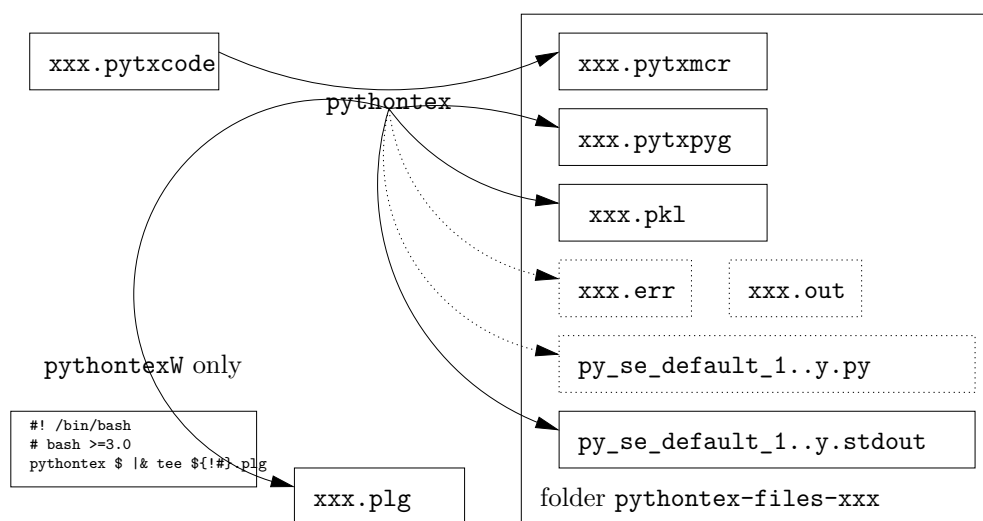 xxx.pytxcode
pythontex
xxx.pytxmcr
xxx.pytxpyg
xxx.pkl
xxx.err xxx.out
py_se_default_1..y.py
py_se_default_1..y.stdout
folder pythontex-files-xxx
pythontexW only
#! /bin/bash
# bash >=3.0
pythontex $ |& tee ${!#}.plg
xxx.plg